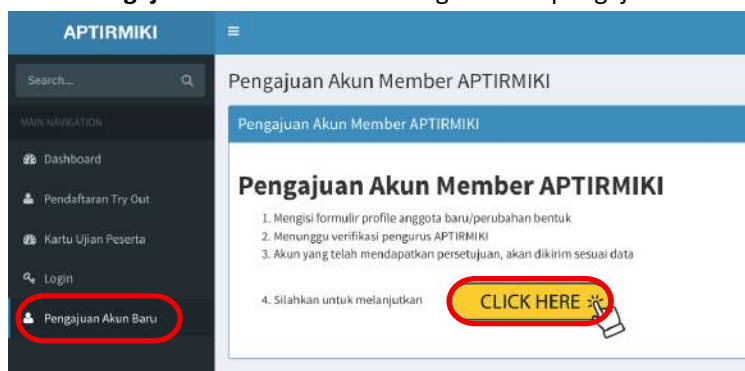 APTIRMIKI
Search...
Pengajuan Akun Member APTIRMIKI
MAIN NAVIGATION
Pengajuan Akun Member APTIRMIKI
Dashboard
Pendaftaran Try Out
Kartu Ujian Peserta
Login
Pengajuan Akun Baru
Pengajuan Akun Member APTIRMIKI
1. Mengisi formulir profile anggota baru/perubahan bentuk
2. Menunggu verifikasi pengurus APTIRMIKI
3. Akun yang telah mendapatkan persetujuan, akan dikirim sesuai data
4. Silahkan untuk melanjutkan
CLICK HERE